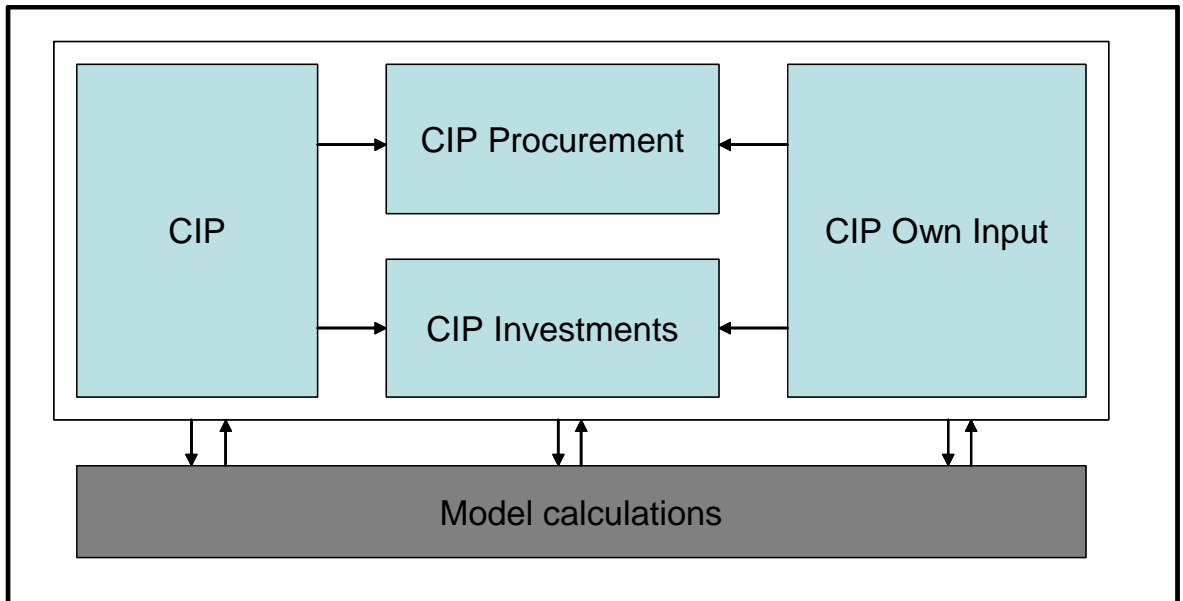 CIP Procurement
CIP
CIP Own Input
CIP Investments
Model calculations